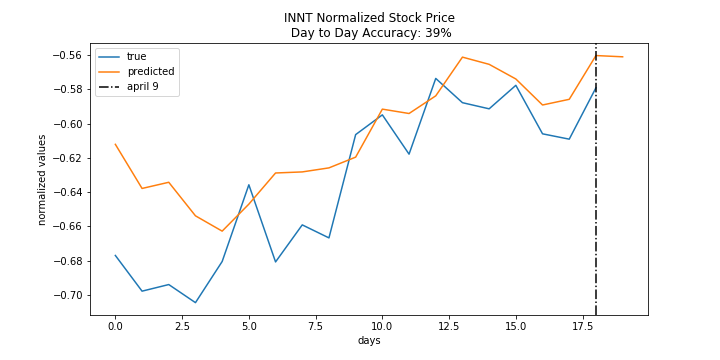 INNT Normalized Stock Price
Day to Day Accuracy: 39%
true
predicted
april 9
normalized values
−0.56
−0.58
−0.60
−0.62
−0.64
−0.66
−0.68
−0.70
0.0 2.5 5.0 7.5 10.0 12.5 15.0 17.5
days